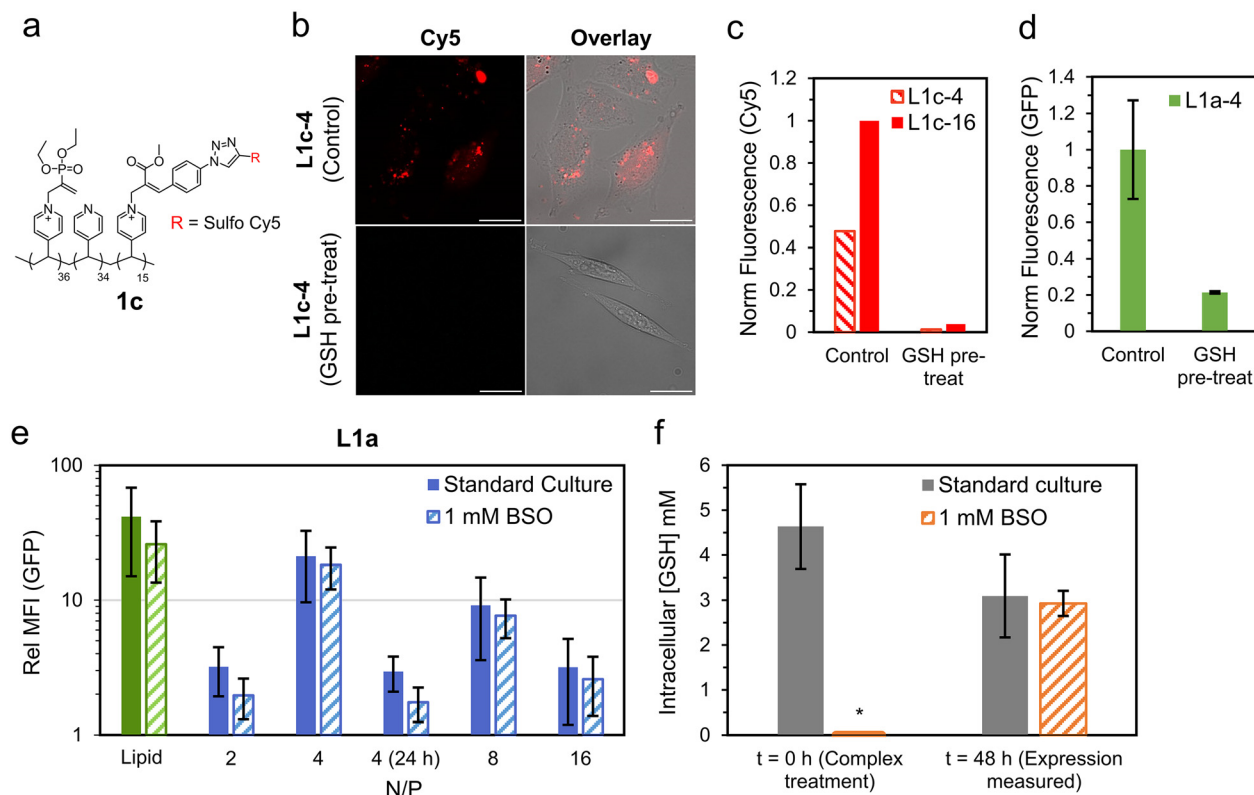 a
O
O
P
O
O
O
N
N
N
R
N
+
N
N
+
R = Sulfo Cy5
36
34
15
1c
b
Cy5
Overlay
L1c-4
(Control)
L1c-4
(GSH pre-treat)
c
Norm Fluorescence (Cy5)
1.2
1
0.8
0.6
0.4
0.2
0
L1c-4
L1c-16
Control
GSH pre-
treat
d
Norm Fluorescence (GFP)
1.4
1.2
1
0.8
0.6
0.4
0.2
0
L1a-4
Control
GSH
pre-treat
e
L1a
Rel MFI (GFP)
100
10
1
Standard Culture
1 mM BSO
Lipid
2
4
4 (24 h)
8
16
N/P
f
Intracellular [GSH] mM
6
5
4
3
2
1
0
Standard culture
1 mM BSO
*
t = 0 h (Complex
treatment)
t = 48 h (Expression
measured)